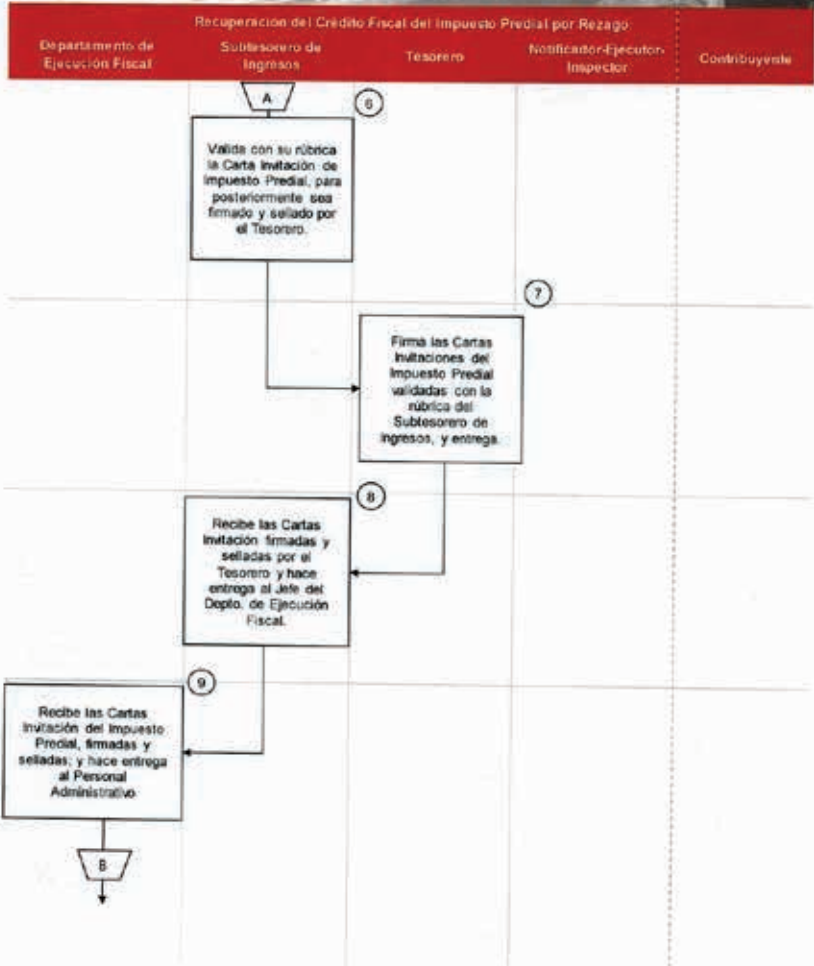 Recuperación del Crédito Fiscal del Impuesto Predial por Rezago
Departamento de
Ejecución Fiscal
Subtesorero de
Ingresos
Tesorero
Notificador-Ejecutor-
Inspector
Contribuyente
A
6
Valida con su rúbrica
la Carta Invitación de
Impuesto Predial, para
posteriormente sea
firmado y sellado por
el Tesorero.
7
Firma las Cartas
Invitaciones del
Impuesto Predial
validadas con la
rúbrica del
Subtesorero de
Ingresos, y entrega.
8
Recibe las Cartas
Invitación firmadas y
selladas por el
Tesorero y hace
entrega al Jefe del
Depto. de Ejecución
Fiscal.
9
Recibe las Cartas
Invitación del Impuesto
Predial, firmadas y
selladas; y hace entrega
al Personal
Administrativo
B